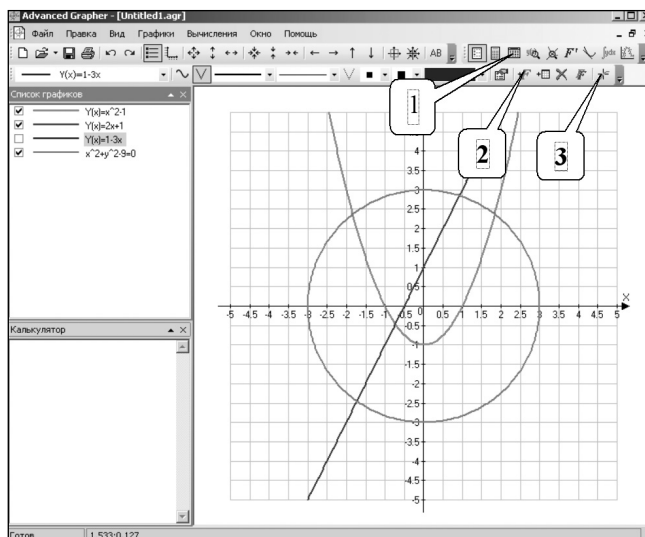 Advanced Grapher - [Untitled1.agr]
Файл Правка Вид Графики Вычисления Окно Помощь
AB F' ∫ydx
Y(x)=1-3x
Список графиков
Y(x)=x^2-1
Y(x)=2x+1
Y(x)=1-3x
x^2+y^2-9=0
1
2
3
4.5
4
3.5
3
2.5
2
1.5
1
0.5
X
-5 -4.5 -4 -3.5 -3 -2.5 -2 -1.5 -1 -0.5 0 0.5 1 1.5 2 2.5 3 3.5 4 4.5 5
-0.5
-1
-1.5
-2
-2.5
-3
-3.5
-4
-4.5
-5
Калькулятор
Готов 1.533;0.127